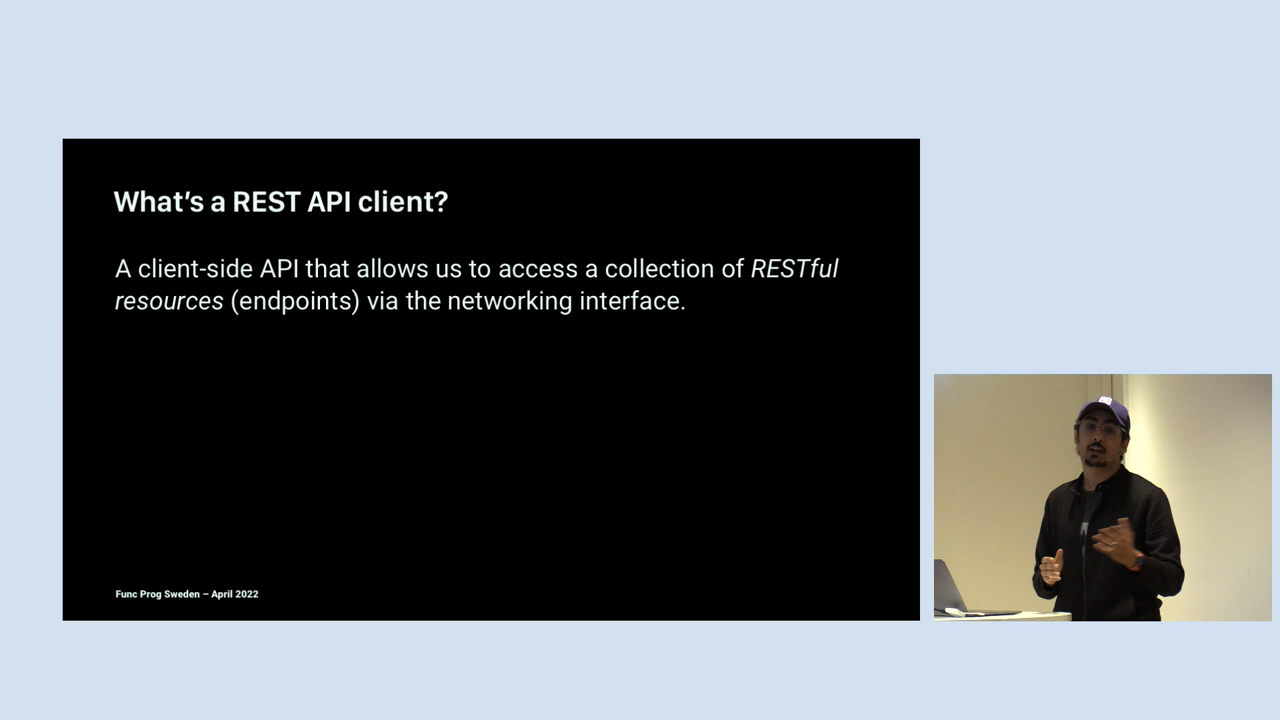 What's a REST API client?
A client-side API that allows us to access a collection of RESTful
resources (endpoints) via the networking interface.
Func Prog Sweden – April 2022